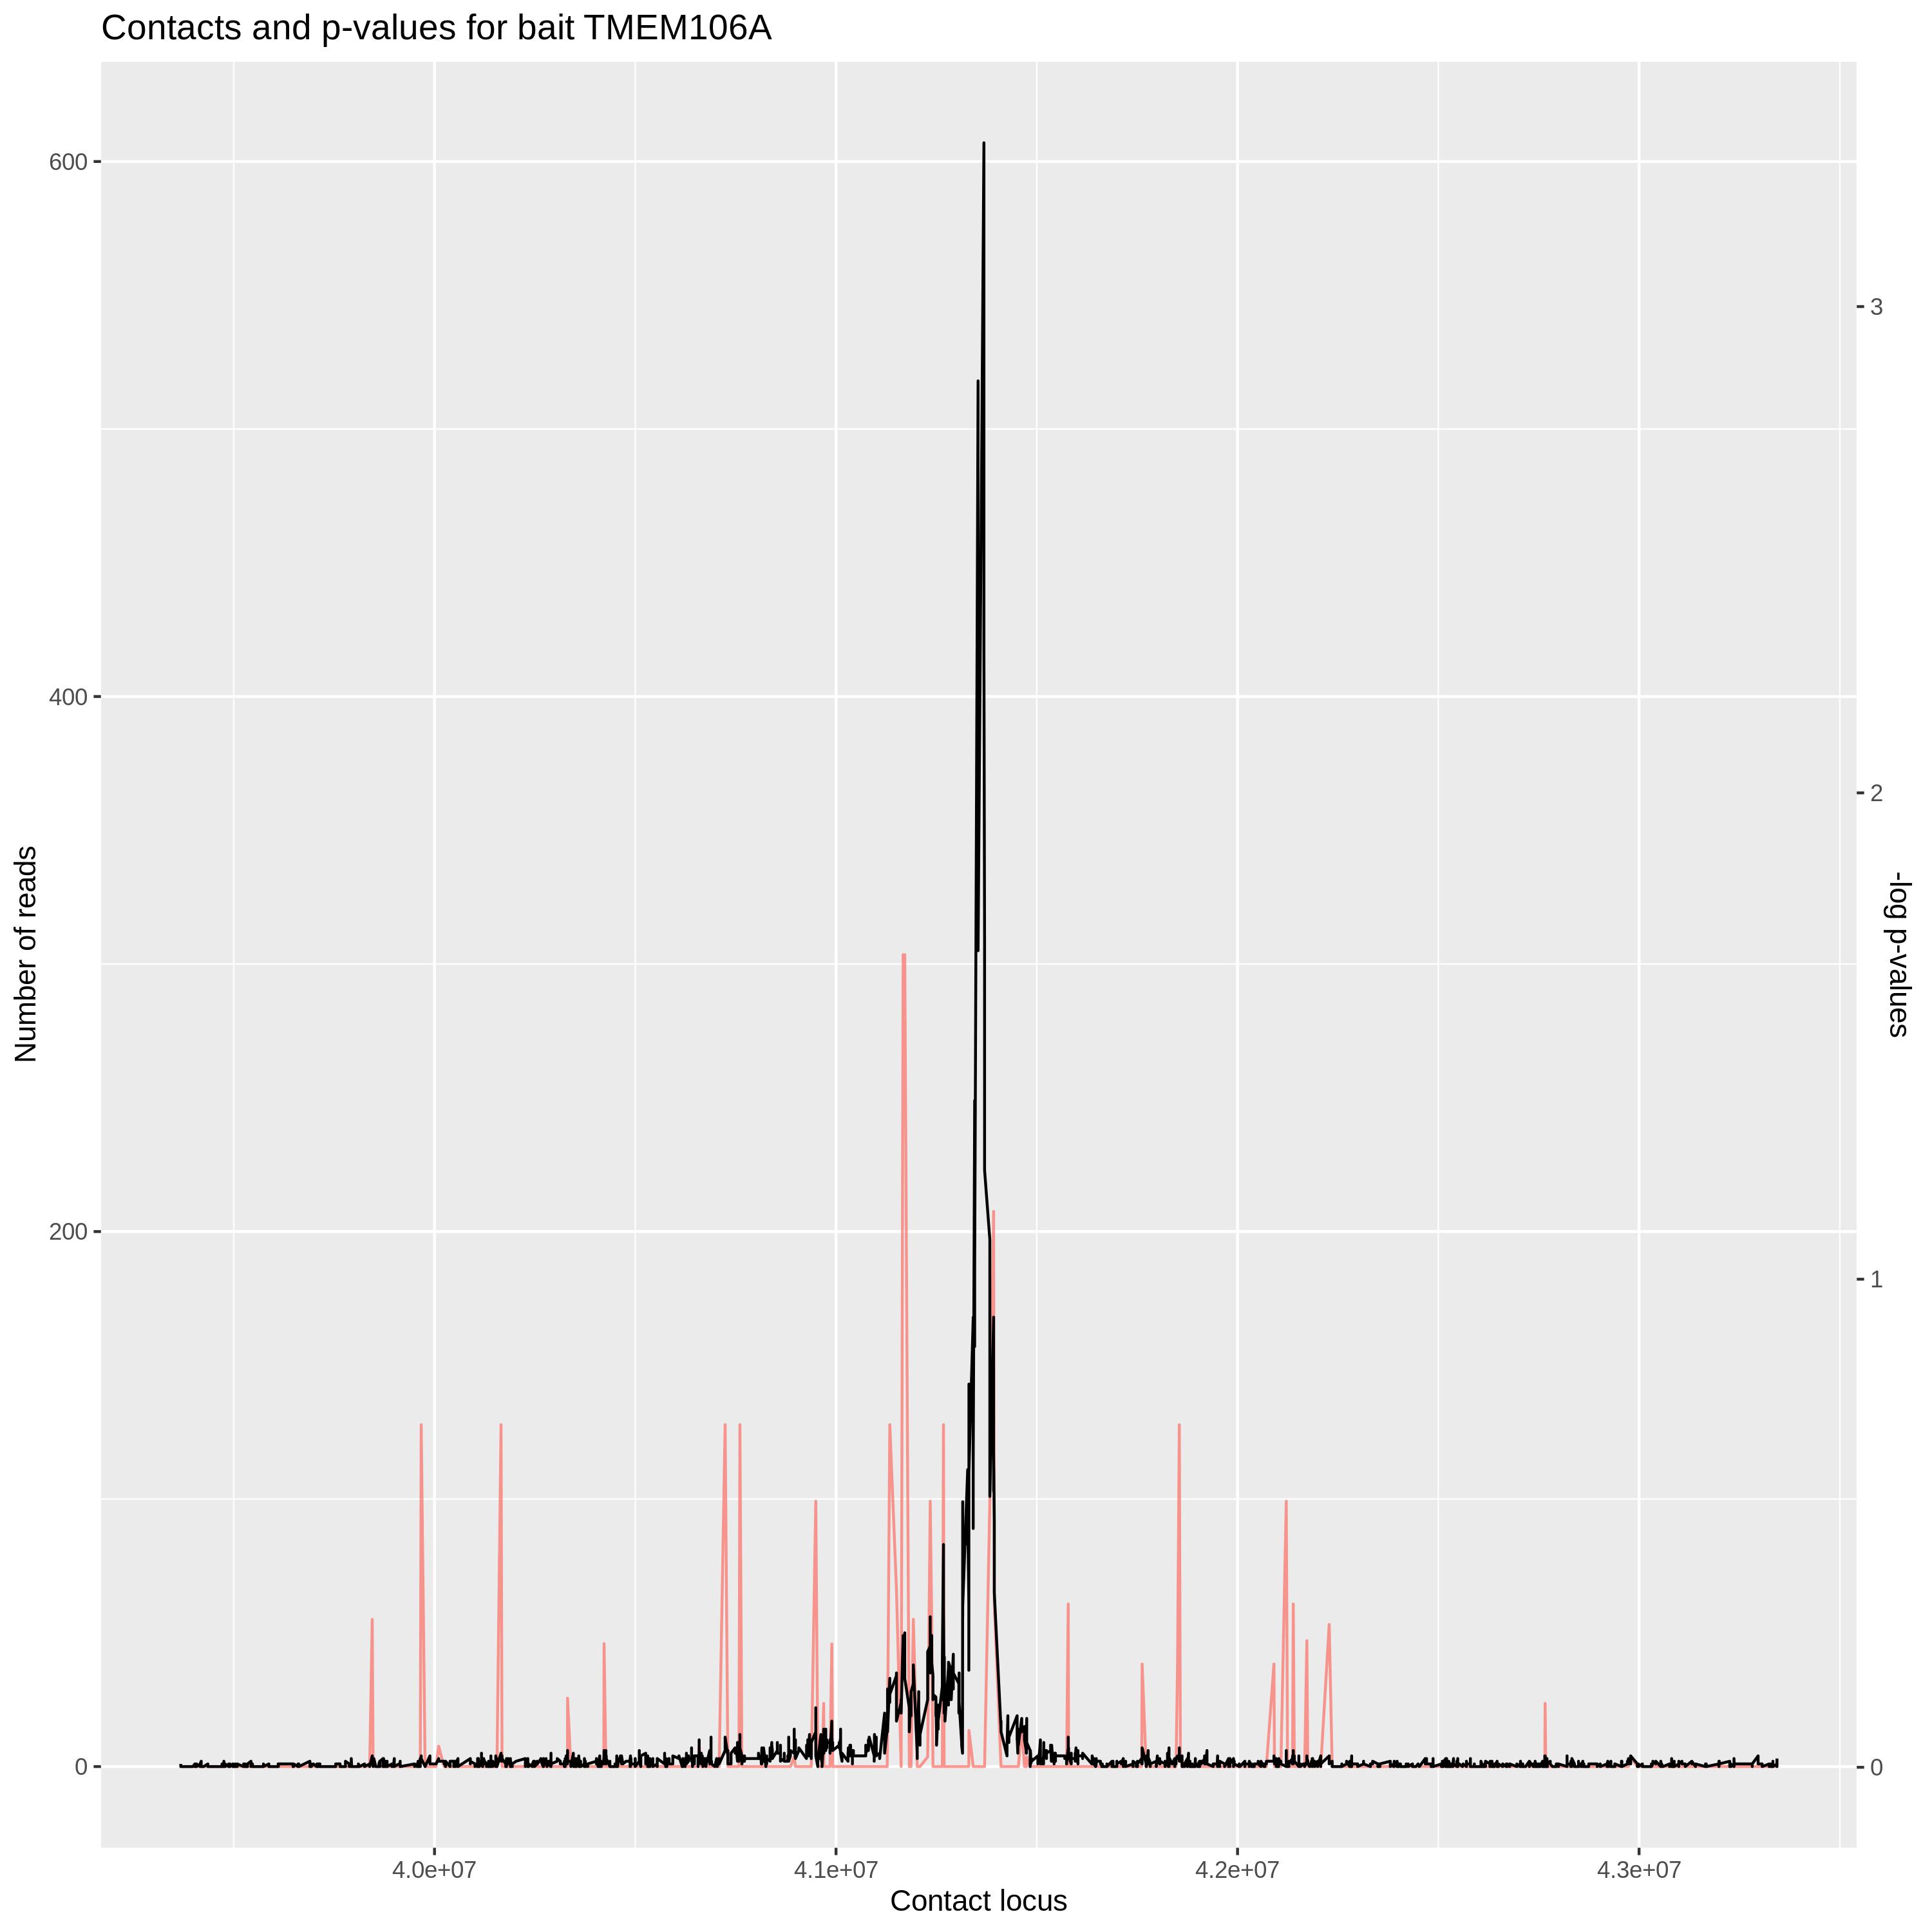 Contacts and p-values for bait TMEM106A
600
400
200
0
Number of reads
3
2
1
0
-log p-values
4.0e+07 4.1e+07 4.2e+07 4.3e+07
Contact locus